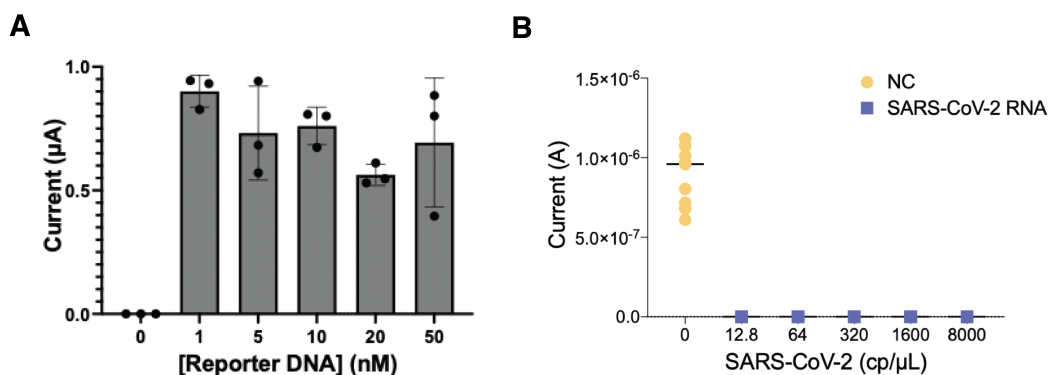 A
Current (µA)
1.0
0.5
0.0
0 1 5 10 20 50
[Reporter DNA] (nM)
B
Current (A)
1.5×10⁻⁶
1.0×10⁻⁶
5.0×10⁻⁷
0.0
0 12.8 64 320 1600 8000
SARS-CoV-2 (cp/µL)
NC
SARS-CoV-2 RNA